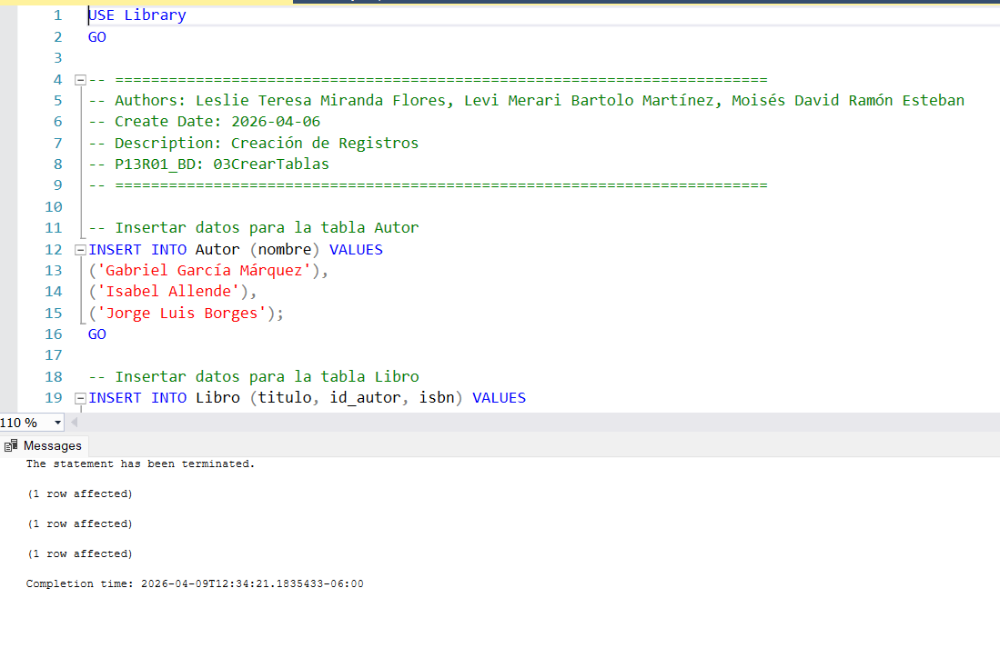 1 USE Library
2 GO
3
4 -- =========================================================================
5 -- Authors: Leslie Teresa Miranda Flores, Levi Merari Bartolo Martínez, Moisés David Ramón Esteban
6 -- Create Date: 2026-04-06
7 -- Description: Creación de Registros
8 -- P13R01_BD: 03CrearTablas
9 -- =========================================================================
10
11 -- Insertar datos para la tabla Autor
12 INSERT INTO Autor (nombre) VALUES
13 ('Gabriel García Márquez'),
14 ('Isabel Allende'),
15 ('Jorge Luis Borges');
16 GO
17
18 -- Insertar datos para la tabla Libro
19 INSERT INTO Libro (titulo, id_autor, isbn) VALUES
110 %
Messages
The statement has been terminated.
(1 row affected)
(1 row affected)
(1 row affected)
Completion time: 2026-04-09T12:34:21.1835433-06:00